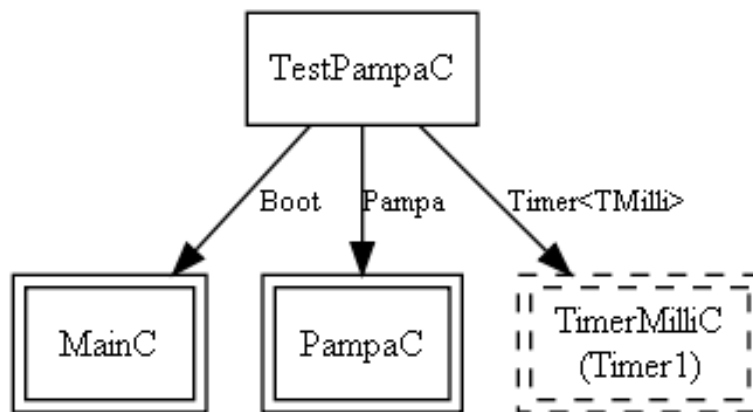 TestPampaC
Boot
Pampa
Timer<TMilli>
MainC
PampaC
TimerMilliC
(Timer1)